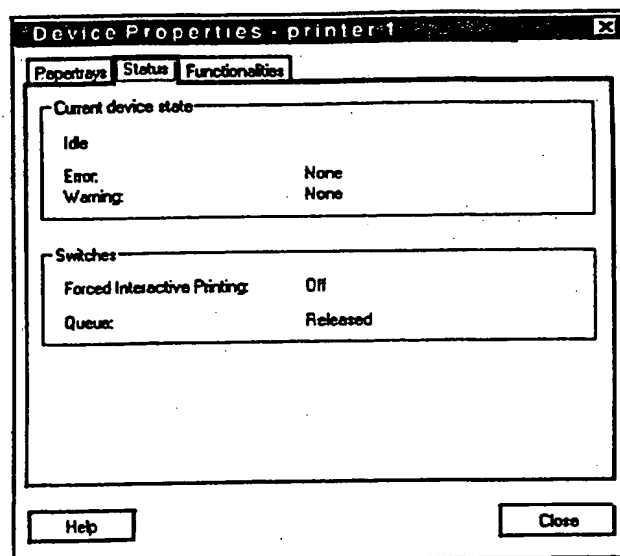 Device Properties - printer 1
Papertrays Status Functionalities
Current device state
Idle
Error: None
Warning: None
Switches
Forced Interactive Printing: Off
Queue: Released
Help Close